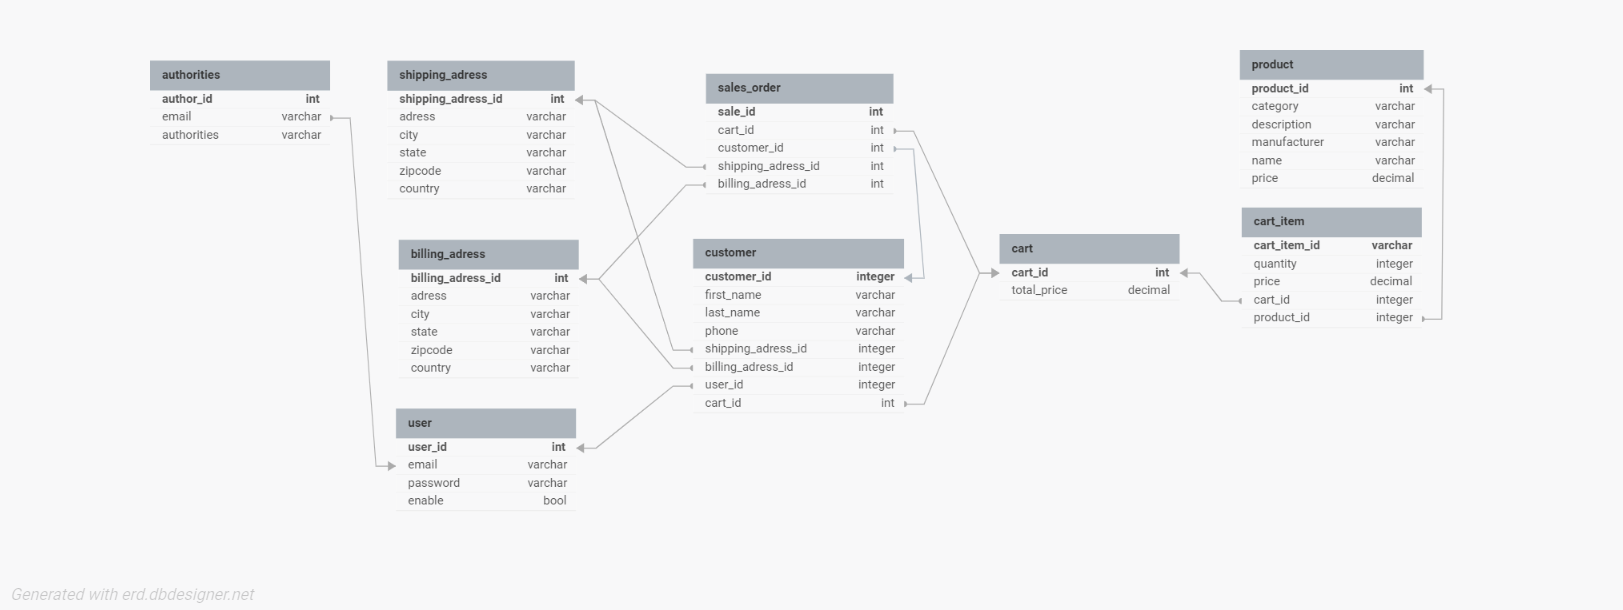 authorities
author_id int
email varchar
authorities varchar
shipping_adress
shipping_adress_id int
adress varchar
city varchar
state varchar
zipcode varchar
country varchar
billing_adress
billing_adress_id int
adress varchar
city varchar
state varchar
zipcode varchar
country varchar
user
user_id int
email varchar
password varchar
enable bool
sales_order
sale_id int
cart_id int
customer_id int
shipping_adress_id int
billing_adress_id int
customer
customer_id integer
first_name varchar
last_name varchar
phone varchar
shipping_adress_id integer
billing_adress_id integer
user_id integer
cart_id int
cart
cart_id int
total_price decimal
product
product_id int
category varchar
description varchar
manufacturer varchar
name varchar
price decimal
cart_item
cart_item_id varchar
quantity integer
price decimal
cart_id integer
product_id integer
Generated with erd.dbdesigner.net